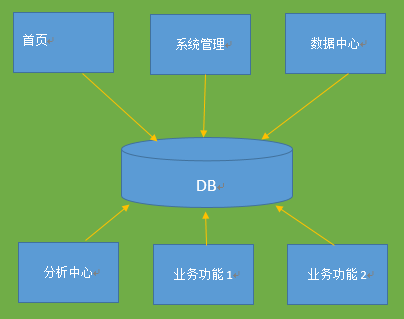 首页
系统管理
数据中心
DB
分析中心
业务功能1
业务功能2